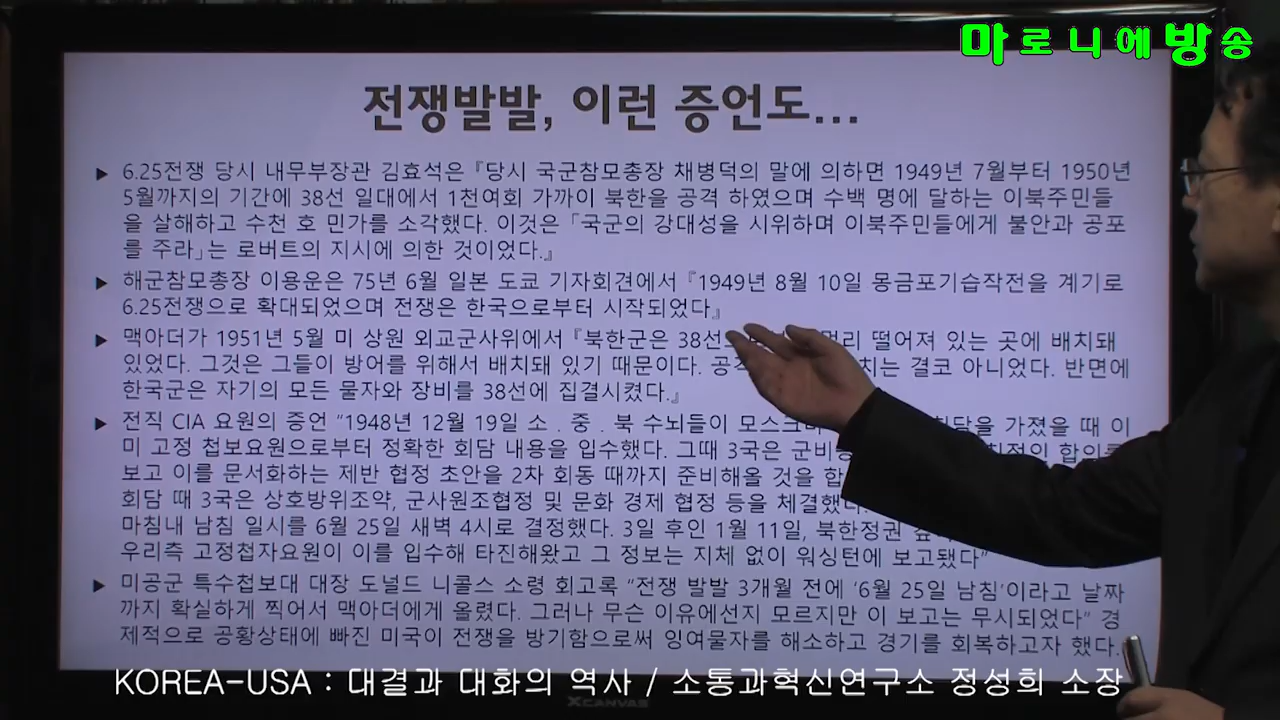 마로니에방송
전쟁발발, 이런 증언도...
▶ 6.25전쟁 당시 내무부장관 김효석은『당시 국군참모총장 채병덕의 말에 의하면 1949년 7월부터 1950년
5월까지의 기간에 38선 일대에서 1천여회 가까이 북한을 공격 하였으며 수백 명에 달하는 이북주민들
을 살해하고 수천 호 민가를 소각했다. 이것은「국군의 강대성을 시위하며 이북주민들에게 불안과 공포
를 주라」는 로버트의 지시에 의한 것이었다.』
▶ 해군참모총장 이용운은 75년 6월 일본 도쿄 기자회견에서『1949년 8월 10일 몽금포기습작전을 계기로
6.25전쟁으로 확대되었으며 전쟁은 한국으로부터 시작되었다』
▶ 맥아더가 1951년 5월 미 상원 외교군사위에서『북한군은 38선 떨어져 있는 곳에 배치돼
있었다. 그것은 그들이 방어를 위해서 배치돼 있기 때문이다. 결코 아니었다. 반면에
한국군은 자기의 모든 물자와 장비를 38선에 집결시켰다.』
▶ 전직 CIA 요원의 증언 "1948년 12월 19일 소 . 중 . 북 수뇌들이 가졌을 때 이
미 고정 첩보요원으로부터 정확한 회담 내용을 입수했다. 그때 3국은
보고 이를 문서화하는 제반 협정 초안을 2차 회동 때까지 준비해올 것을
회담 때 3국은 상호방위조약, 군사원조협정 및 문화 경제 협정 등을 체결했다.
마침내 남침 일시를 6월 25일 새벽 4시로 결정했다. 3일 후인 1월 11일, 북한정권
우리측 고정첩자요원이 이를 입수해 타진해왔고 그 정보는 지체 없이 워싱턴에 보고됐다"
▶ 미공군 특수첩보대 대장 도널드 니콜스 소령 회고록 "전쟁 발발 3개월 전에 '6월 25일 남침'이라고 날짜
까지 확실하게 찍어서 맥아더에게 올렸다. 그러나 무슨 이유에선지 모르지만 이 보고는 무시되었다" 경
제적으로 공황상태에 빠진 미국이 전쟁을 방기함으로써 잉여물자를 해소하고 경기를 회복하고자 했다.
KOREA-USA : 대결과 대화의 역사 / 소통과혁신연구소 정성희 소장
XCANVAS